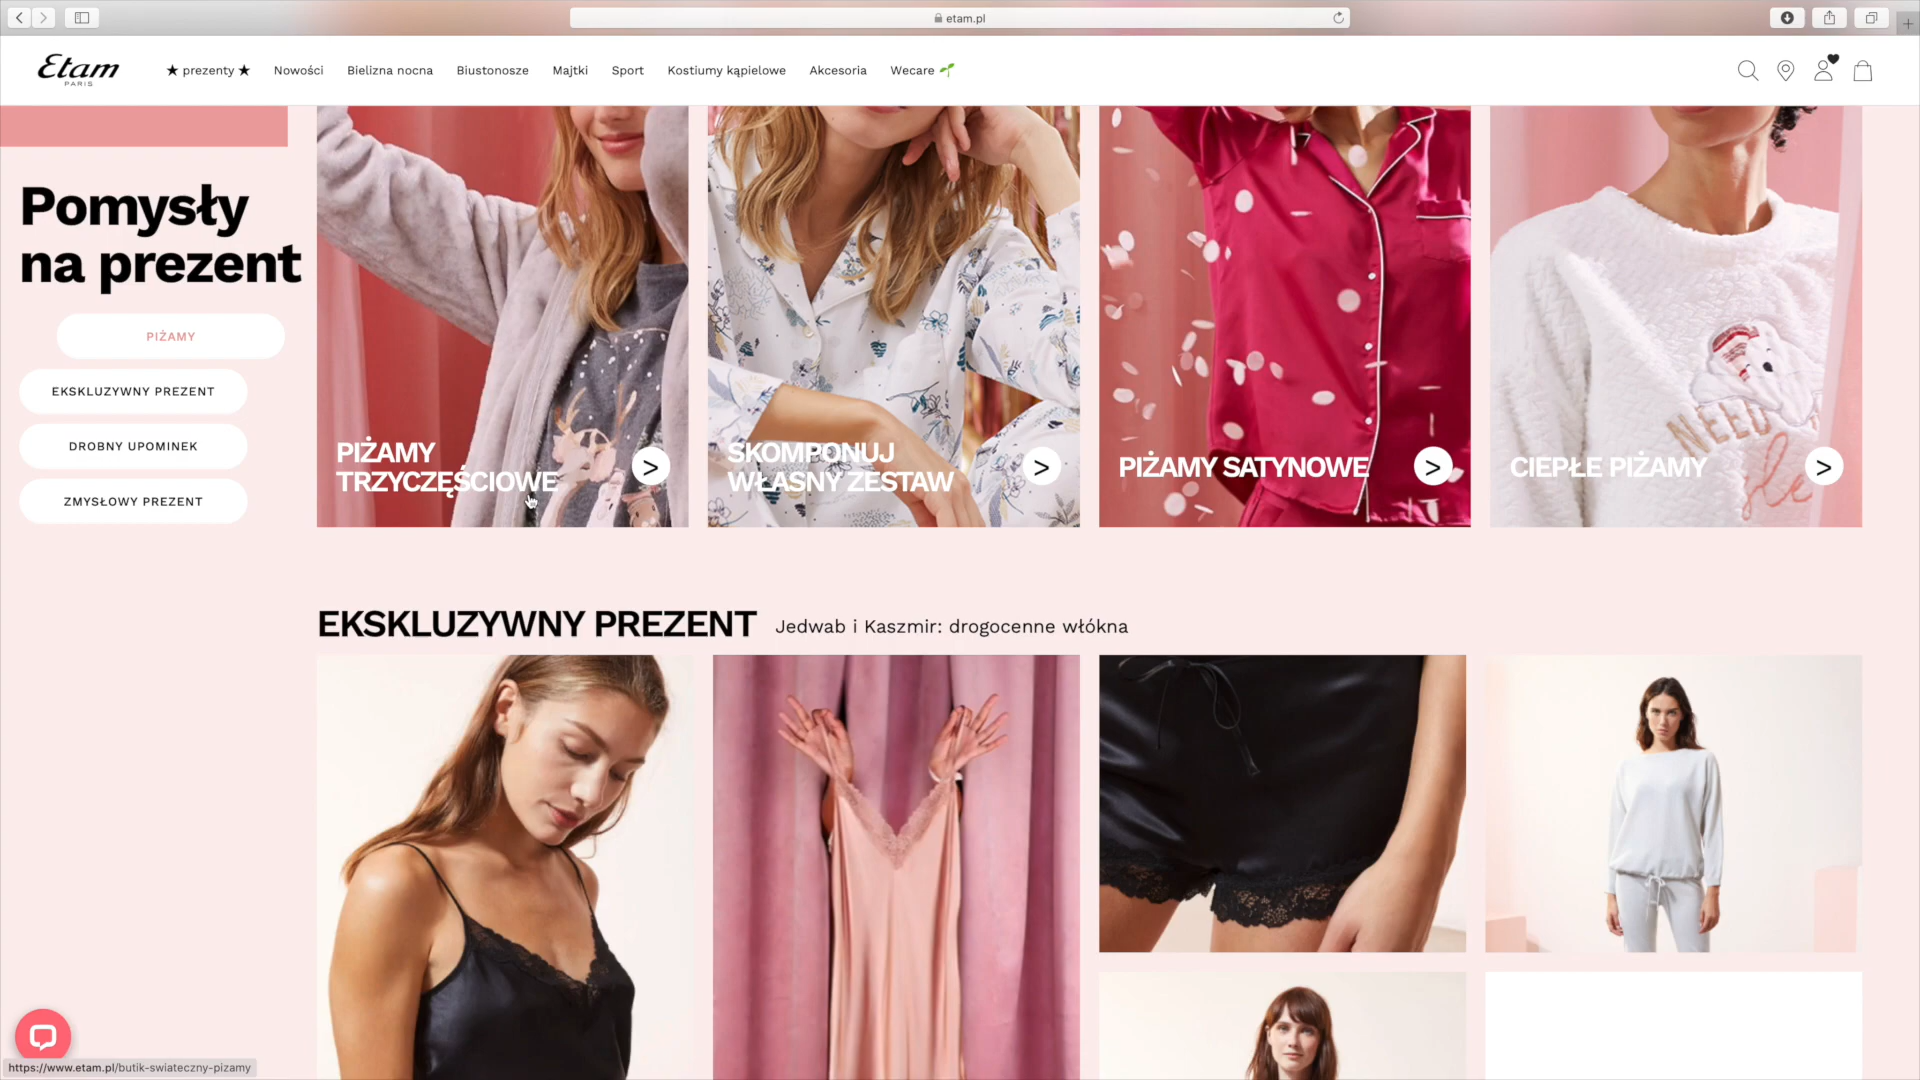 etam.pl
Etam
PARIS
★ prezenty ★
Nowości
Bielizna nocna
Biustonosze
Majtki
Sport
Kostiumy kąpielowe
Akcesoria
Wecare
Pomysły
na prezent
PIŻAMY
EKSKLUZYWNY PREZENT
DROBNY UPOMINEK
ZMYSŁOWY PREZENT
PIŻAMY
TRZYCZĘŚCIOWE
>
SKOMPONUJ
WŁASNY ZESTAW
>
PIŻAMY SATYNOWE
>
NEED
CIEPŁE PIŻAMY
>
EKSKLUZYWNY PREZENT
Jedwab i Kaszmir: drogocenne włókna
https://www.etam.pl/butik-swiateczny-pizamy